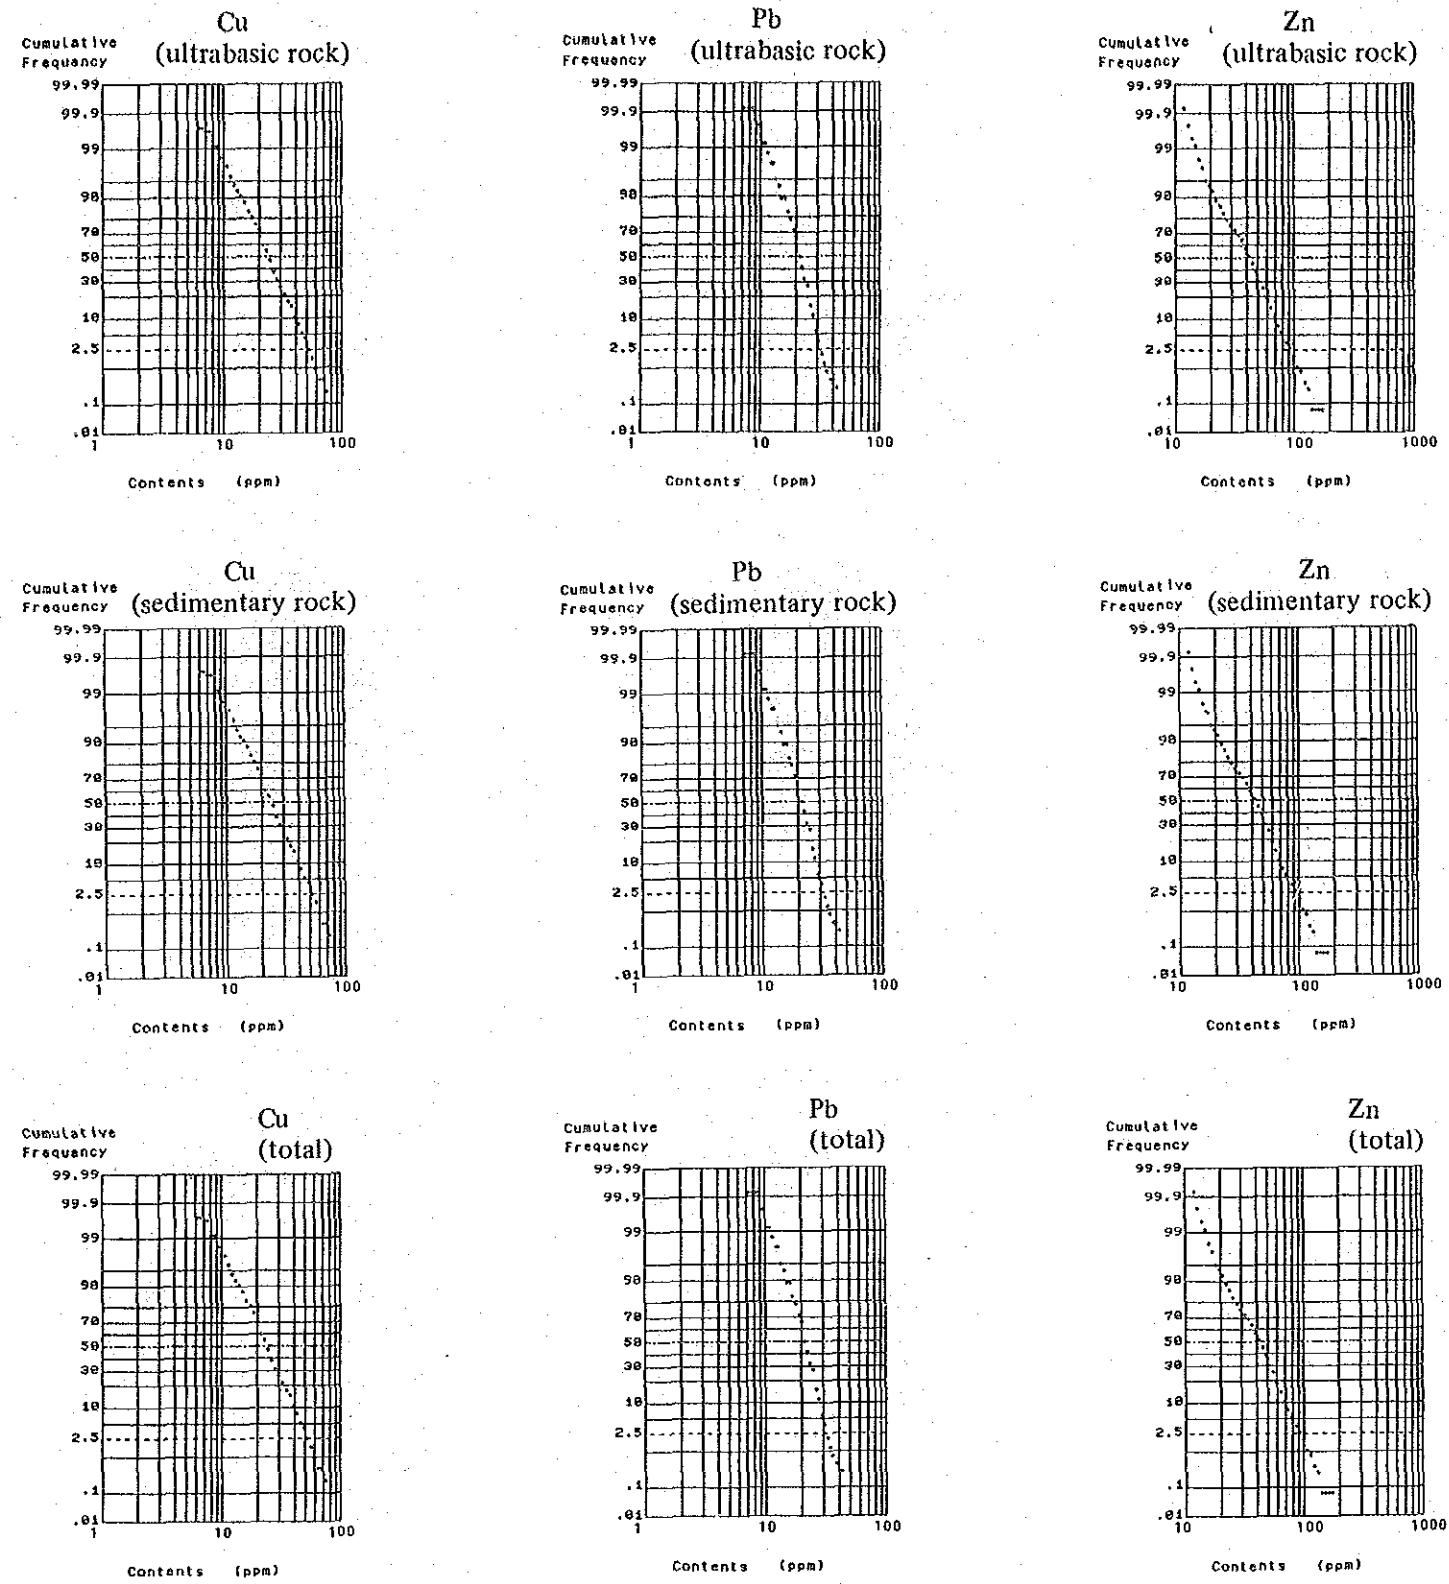 Cu
(ultrabasic rock)
Cumulative
Frequency
99.99
99.9
99
90
70
50
30
10
2.5
.1
.01
1 10 100
Contents (ppm)
Pb
(ultrabasic rock)
Cumulative
Frequency
99.99
99.9
99
90
70
50
30
10
2.5
.1
.01
1 10 100
Contents (ppm)
Zn
(ultrabasic rock)
Cumulative
Frequency
99.99
99.9
99
90
70
50
30
10
2.5
.1
.01
10 100 1000
Contents (ppm)
Cu
(sedimentary rock)
Cumulative
Frequency
99.99
99.9
99
90
70
50
30
10
2.5
.1
.01
1 10 100
Contents (ppm)
Pb
(sedimentary rock)
Cumulative
Frequency
99.99
99.9
99
90
70
50
30
10
2.5
.1
.01
1 10 100
Contents (ppm)
Zn
(sedimentary rock)
Cumulative
Frequency
99.99
99.9
99
90
70
50
30
10
2.5
.1
.01
10 100 1000
Contents (ppm)
Cu
(total)
Cumulative
Frequency
99.99
99.9
99
90
70
50
30
10
2.5
.1
.01
1 10 100
Contents (ppm)
Pb
(total)
Cumulative
Frequency
99.99
99.9
99
90
70
50
30
10
2.5
.1
.01
1 10 100
Contents (ppm)
Zn
(total)
Cumulative
Frequency
99.99
99.9
99
90
70
50
30
10
2.5
.1
.01
10 100 1000
Contents (ppm)